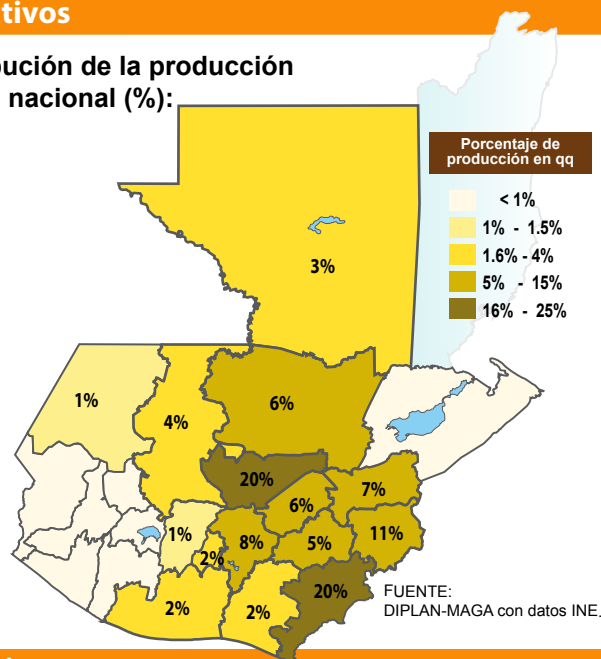 tivos
bución de la producción
nacional (%):
Porcentaje de
producción en qq
< 1%
1% - 1.5%
1.6% - 4%
5% - 15%
16% - 25%
3%
1%
4%
6%
20%
7%
6%
1%
2%
8%
5%
11%
2%
2%
20%
FUENTE:
DIPLAN-MAGA con datos INE.